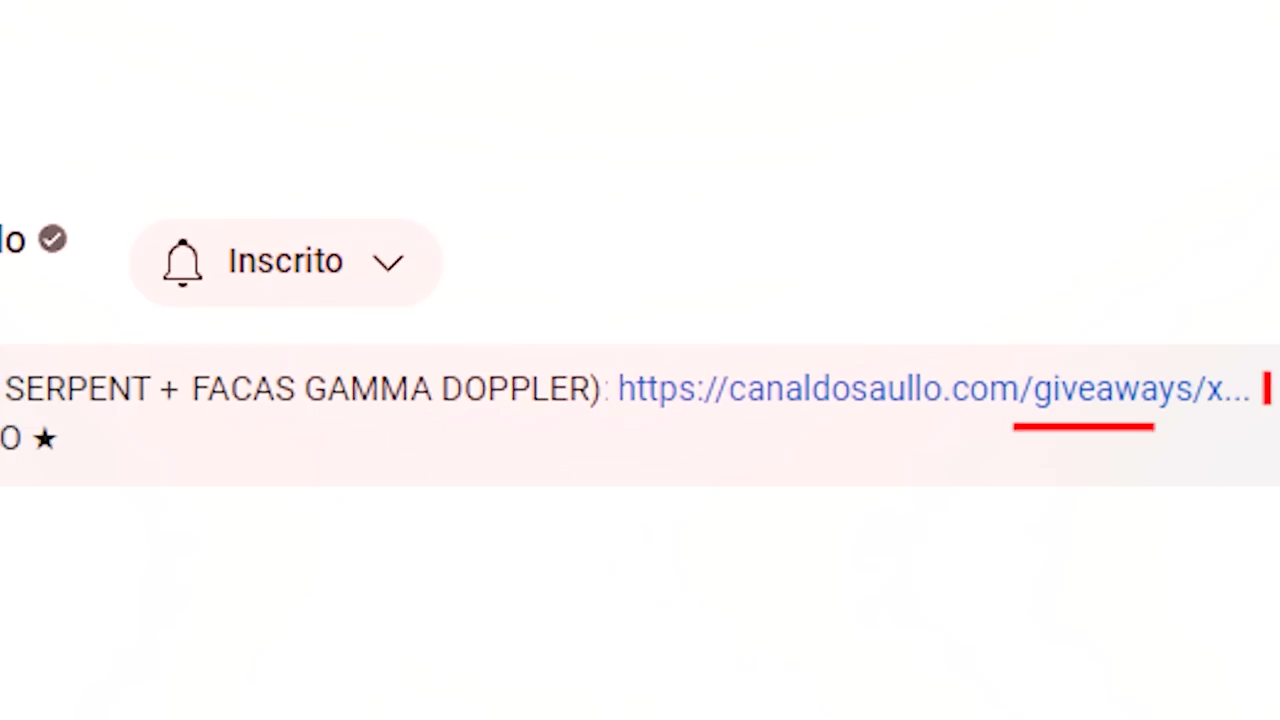 lo
Inscrito
SERPENT + FACAS GAMMA DOPPLER): https://canaldosaullo.com/giveaways/x...
O ★